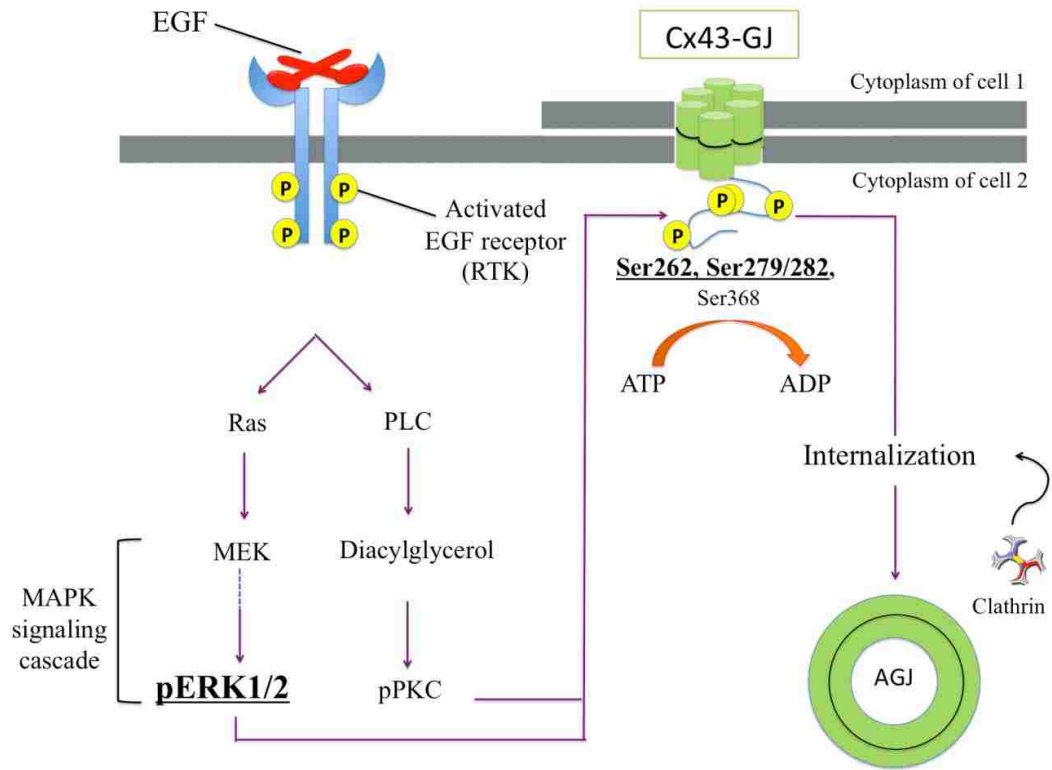 EGF
Cx43-GJ
Cytoplasm of cell 1
Cytoplasm of cell 2
P
P
P
P
P
P
P
Activated
EGF receptor
(RTK)
Ser262, Ser279/282,
Ser368
ATP
ADP
Ras
PLC
Internalization
MEK
Diacylglycerol
Clathrin
MAPK
signaling
cascade
pERK1/2
pPKC
AGJ